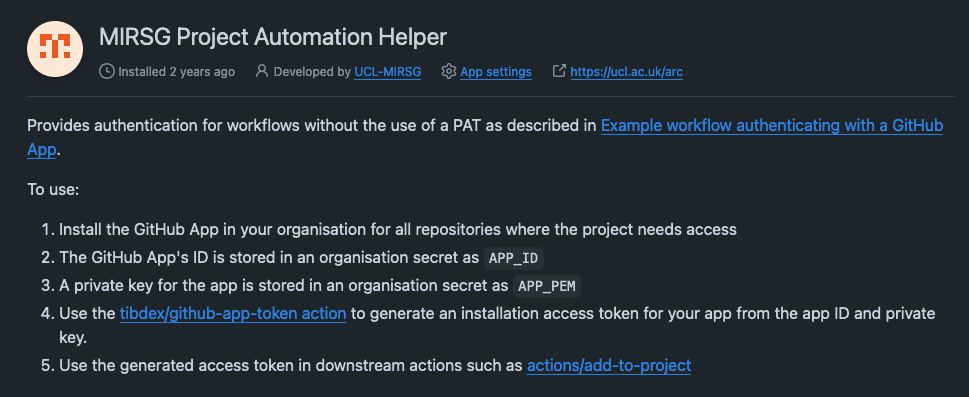 MIRSG Project Automation Helper
Installed 2 years ago Developed by UCL-MIRSG App settings https://ucl.ac.uk/arc
Provides authentication for workflows without the use of a PAT as described in Example workflow authenticating with a GitHub
App.
To use:
1. Install the GitHub App in your organisation for all repositories where the project needs access
2. The GitHub App's ID is stored in an organisation secret as APP_ID
3. A private key for the app is stored in an organisation secret as APP_PEM
4. Use the tibdex/github-app-token action to generate an installation access token for your app from the app ID and private
key.
5. Use the generated access token in downstream actions such as actions/add-to-project